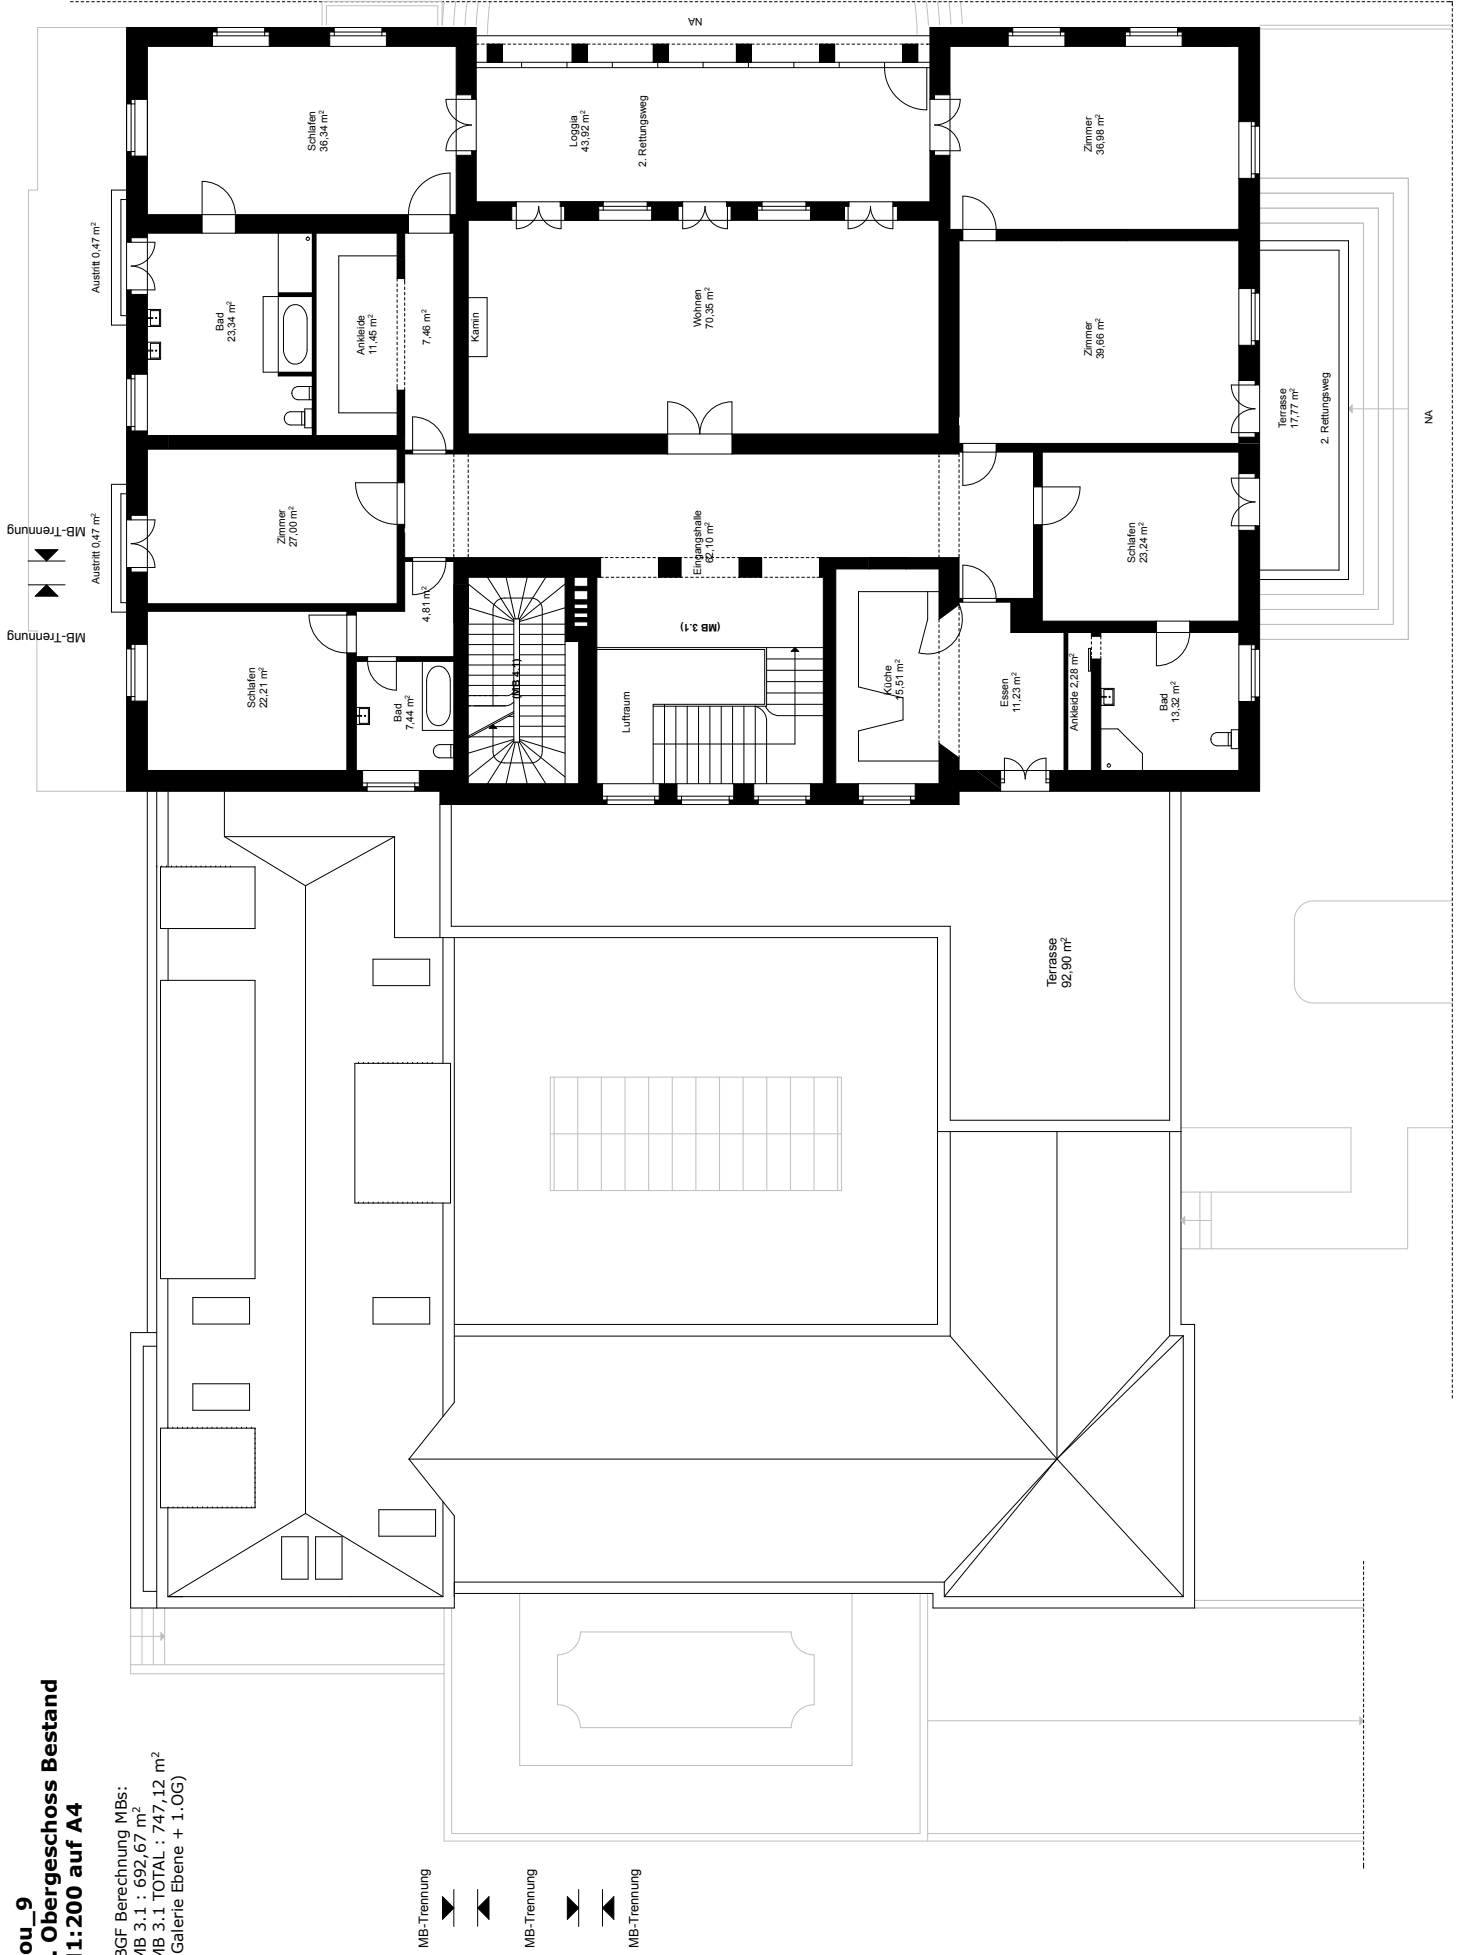 ou_9
. Obergeschoss Bestand
1:200 auf A4
BGF Berechnung MBs:
MB 3.1 : 692,67 m²
MB 3.1 TOTAL : 747,12 m²
Galerie Ebene + 1.OG)
MB-Trennung
MB-Trennung
MB-Trennung
MB-Trennung
MB-Trennung
Austritt 0,47 m²
Austritt 0,47 m²
Schlafen
22,21 m²
Zimmer
27,00 m²
Bad
23,34 m²
Schlafen
36,34 m²
Ankleide
11,45 m²
7,46 m²
Bad
7,44 m²
4,81 m²
Kamin
(MB 4.1)
Loggia
43,92 m²
2. Rettungsweg
Luftraum
(MB 3.1)
Eingangshalle
62,10 m²
Wohnen
70,35 m²
NA
Küche
15,51 m²
Essen
11,23 m²
Ankleide 2,28 m²
Terrasse
92,90 m²
Zimmer
39,66 m²
Zimmer
36,98 m²
Schlafen
23,24 m²
Bad
13,32 m²
Terrasse
17,77 m²
2. Rettungsweg
NA